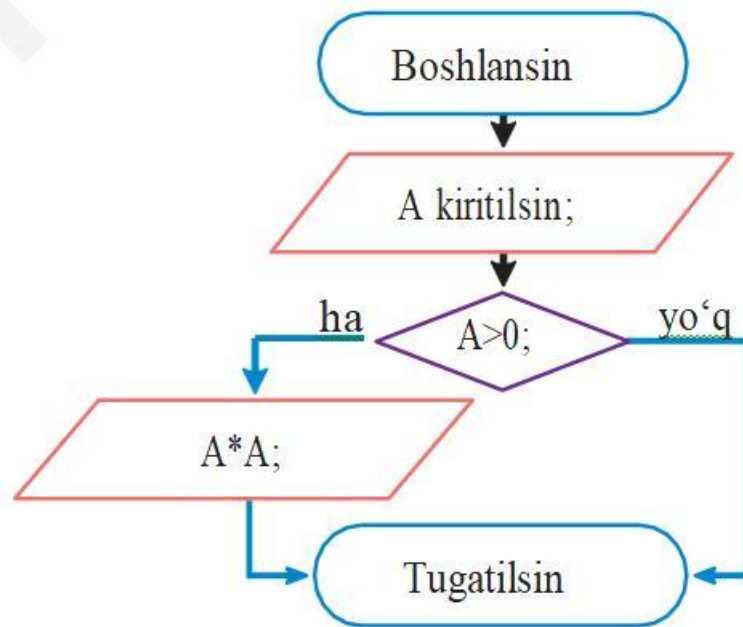 Boshlansin
A kiritilsin;
ha
A>0;
yo‘q
A*A;
Tugatilsin